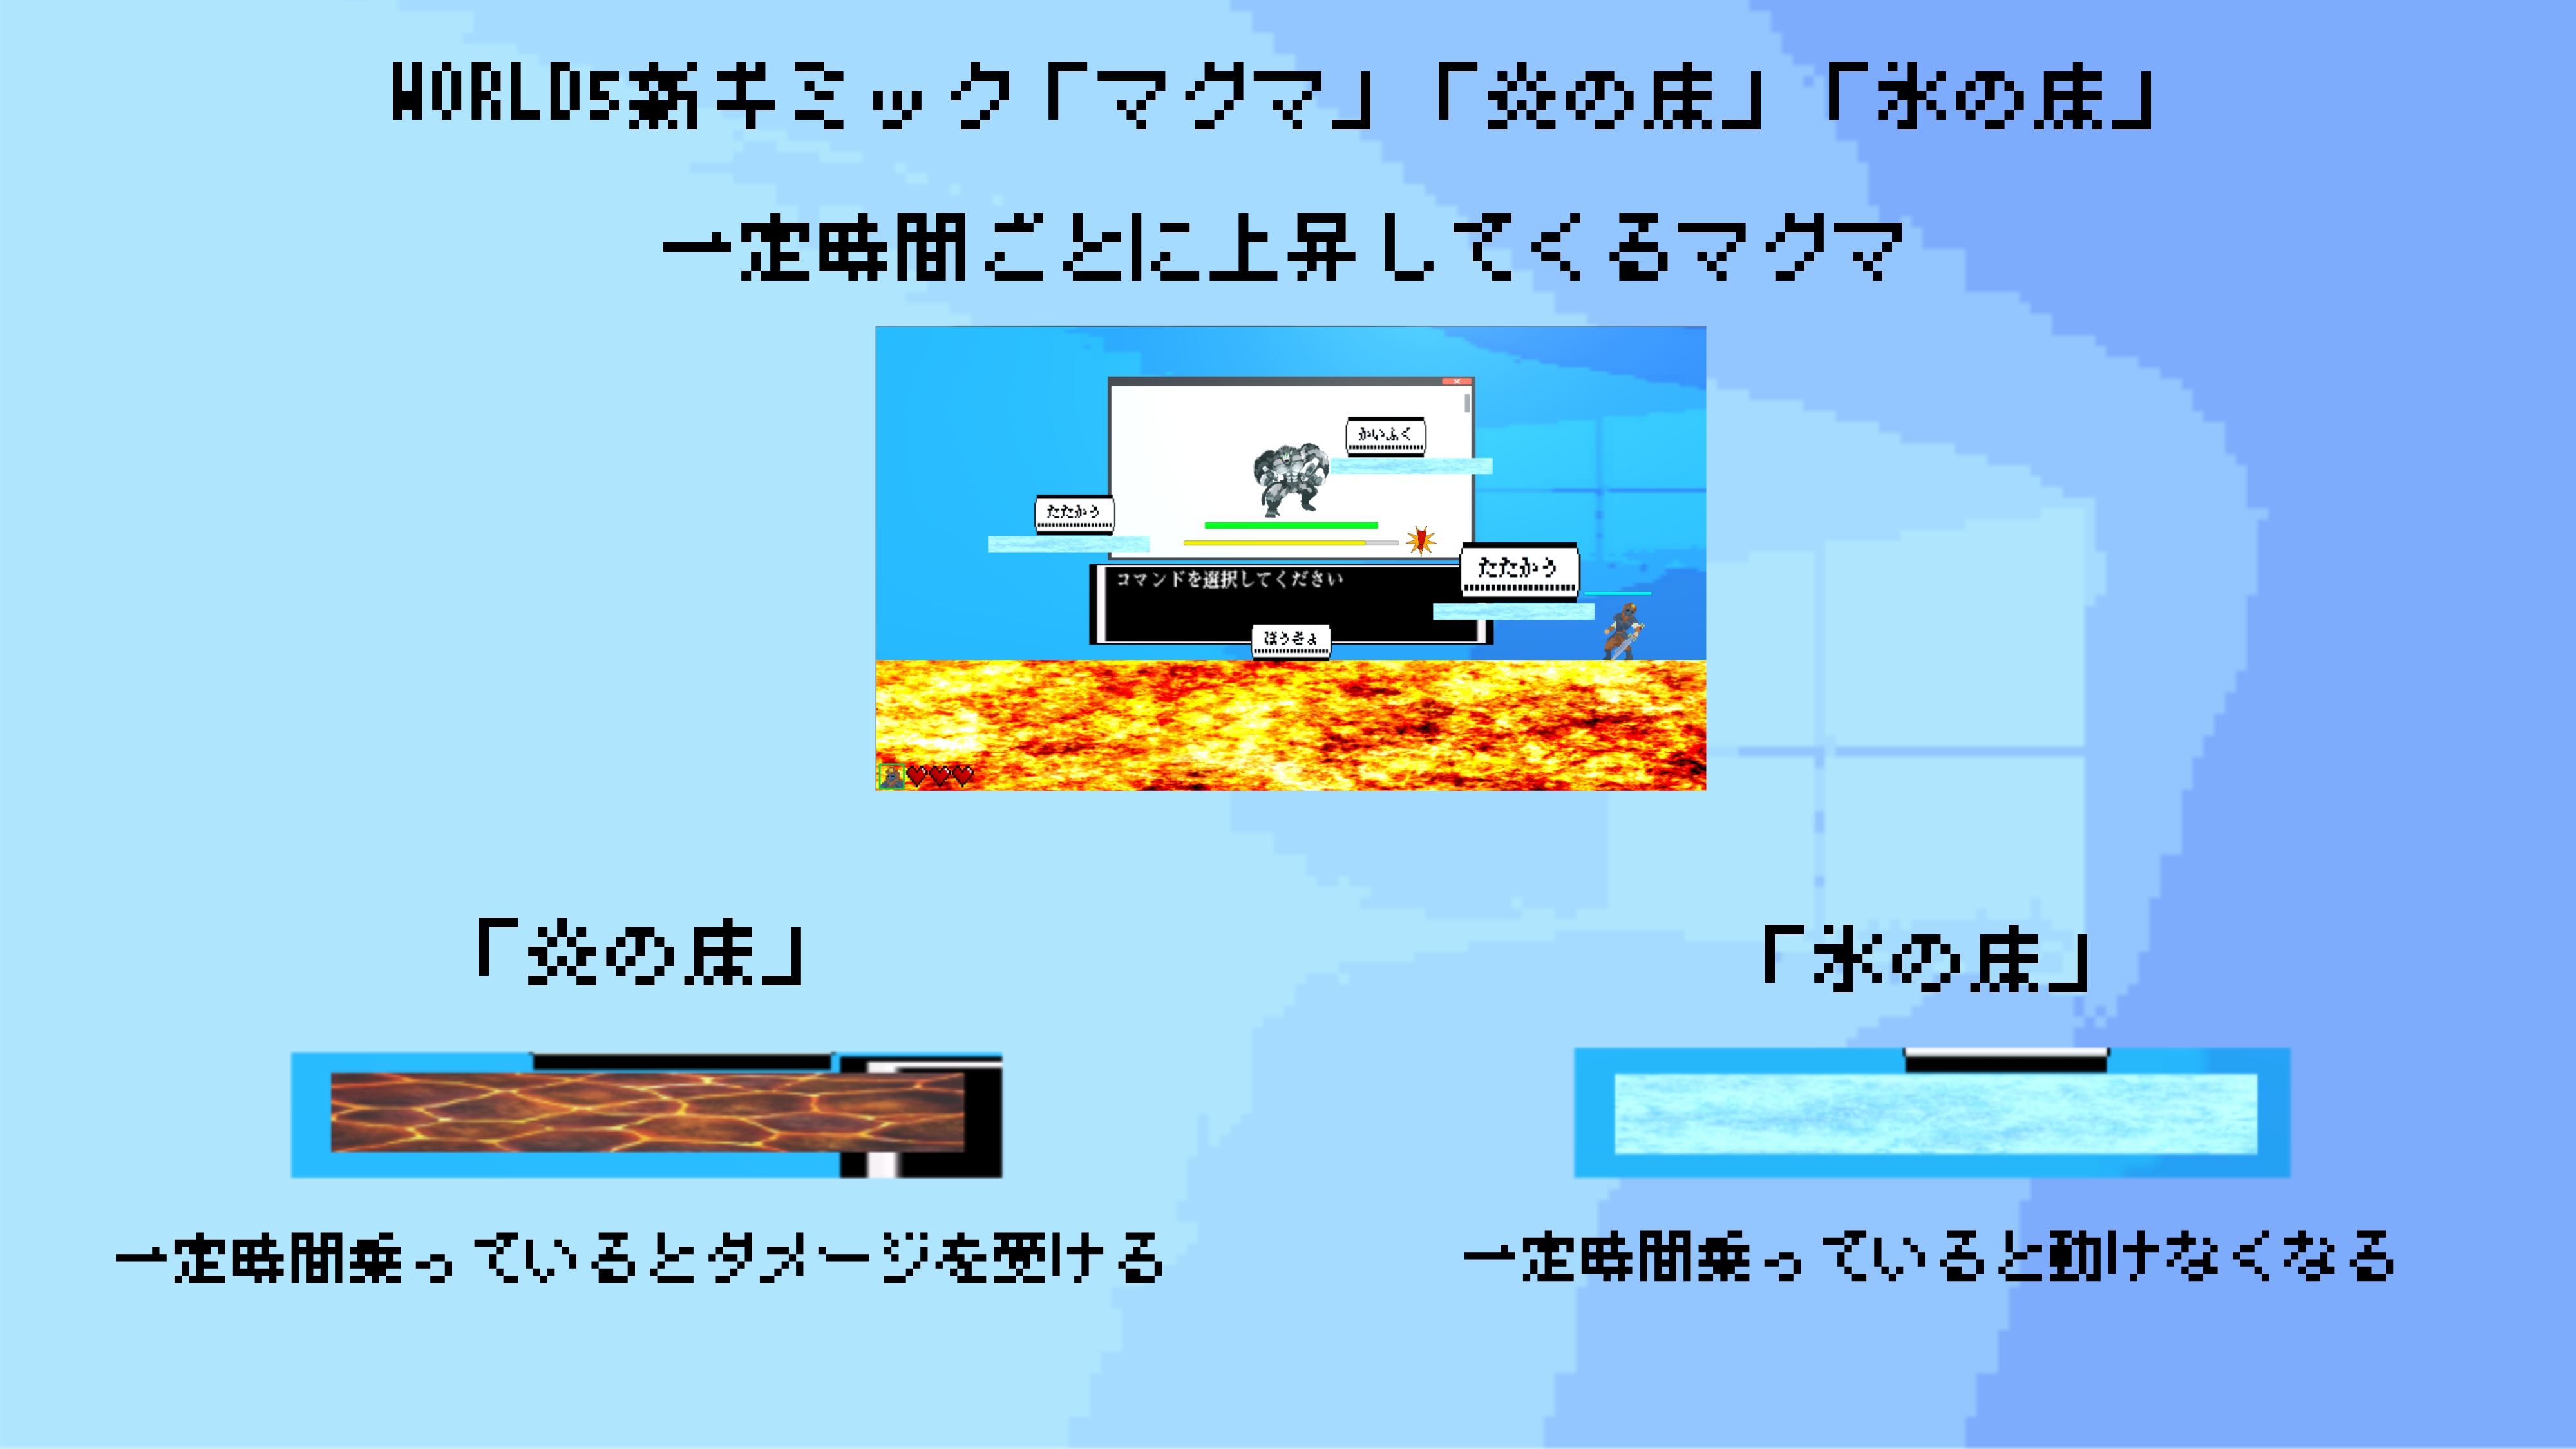 WORLD5新ギミック「マグマ」「炎の床」「氷の床」
一定時間ごとに上昇してくるマグマ
かいふく
たたかう
たたかう
コマンドを選択してください
ぼうぎょ
「炎の床」
「氷の床」
一定時間乗っているとダメージを受ける
一定時間乗っていると動けなくなる